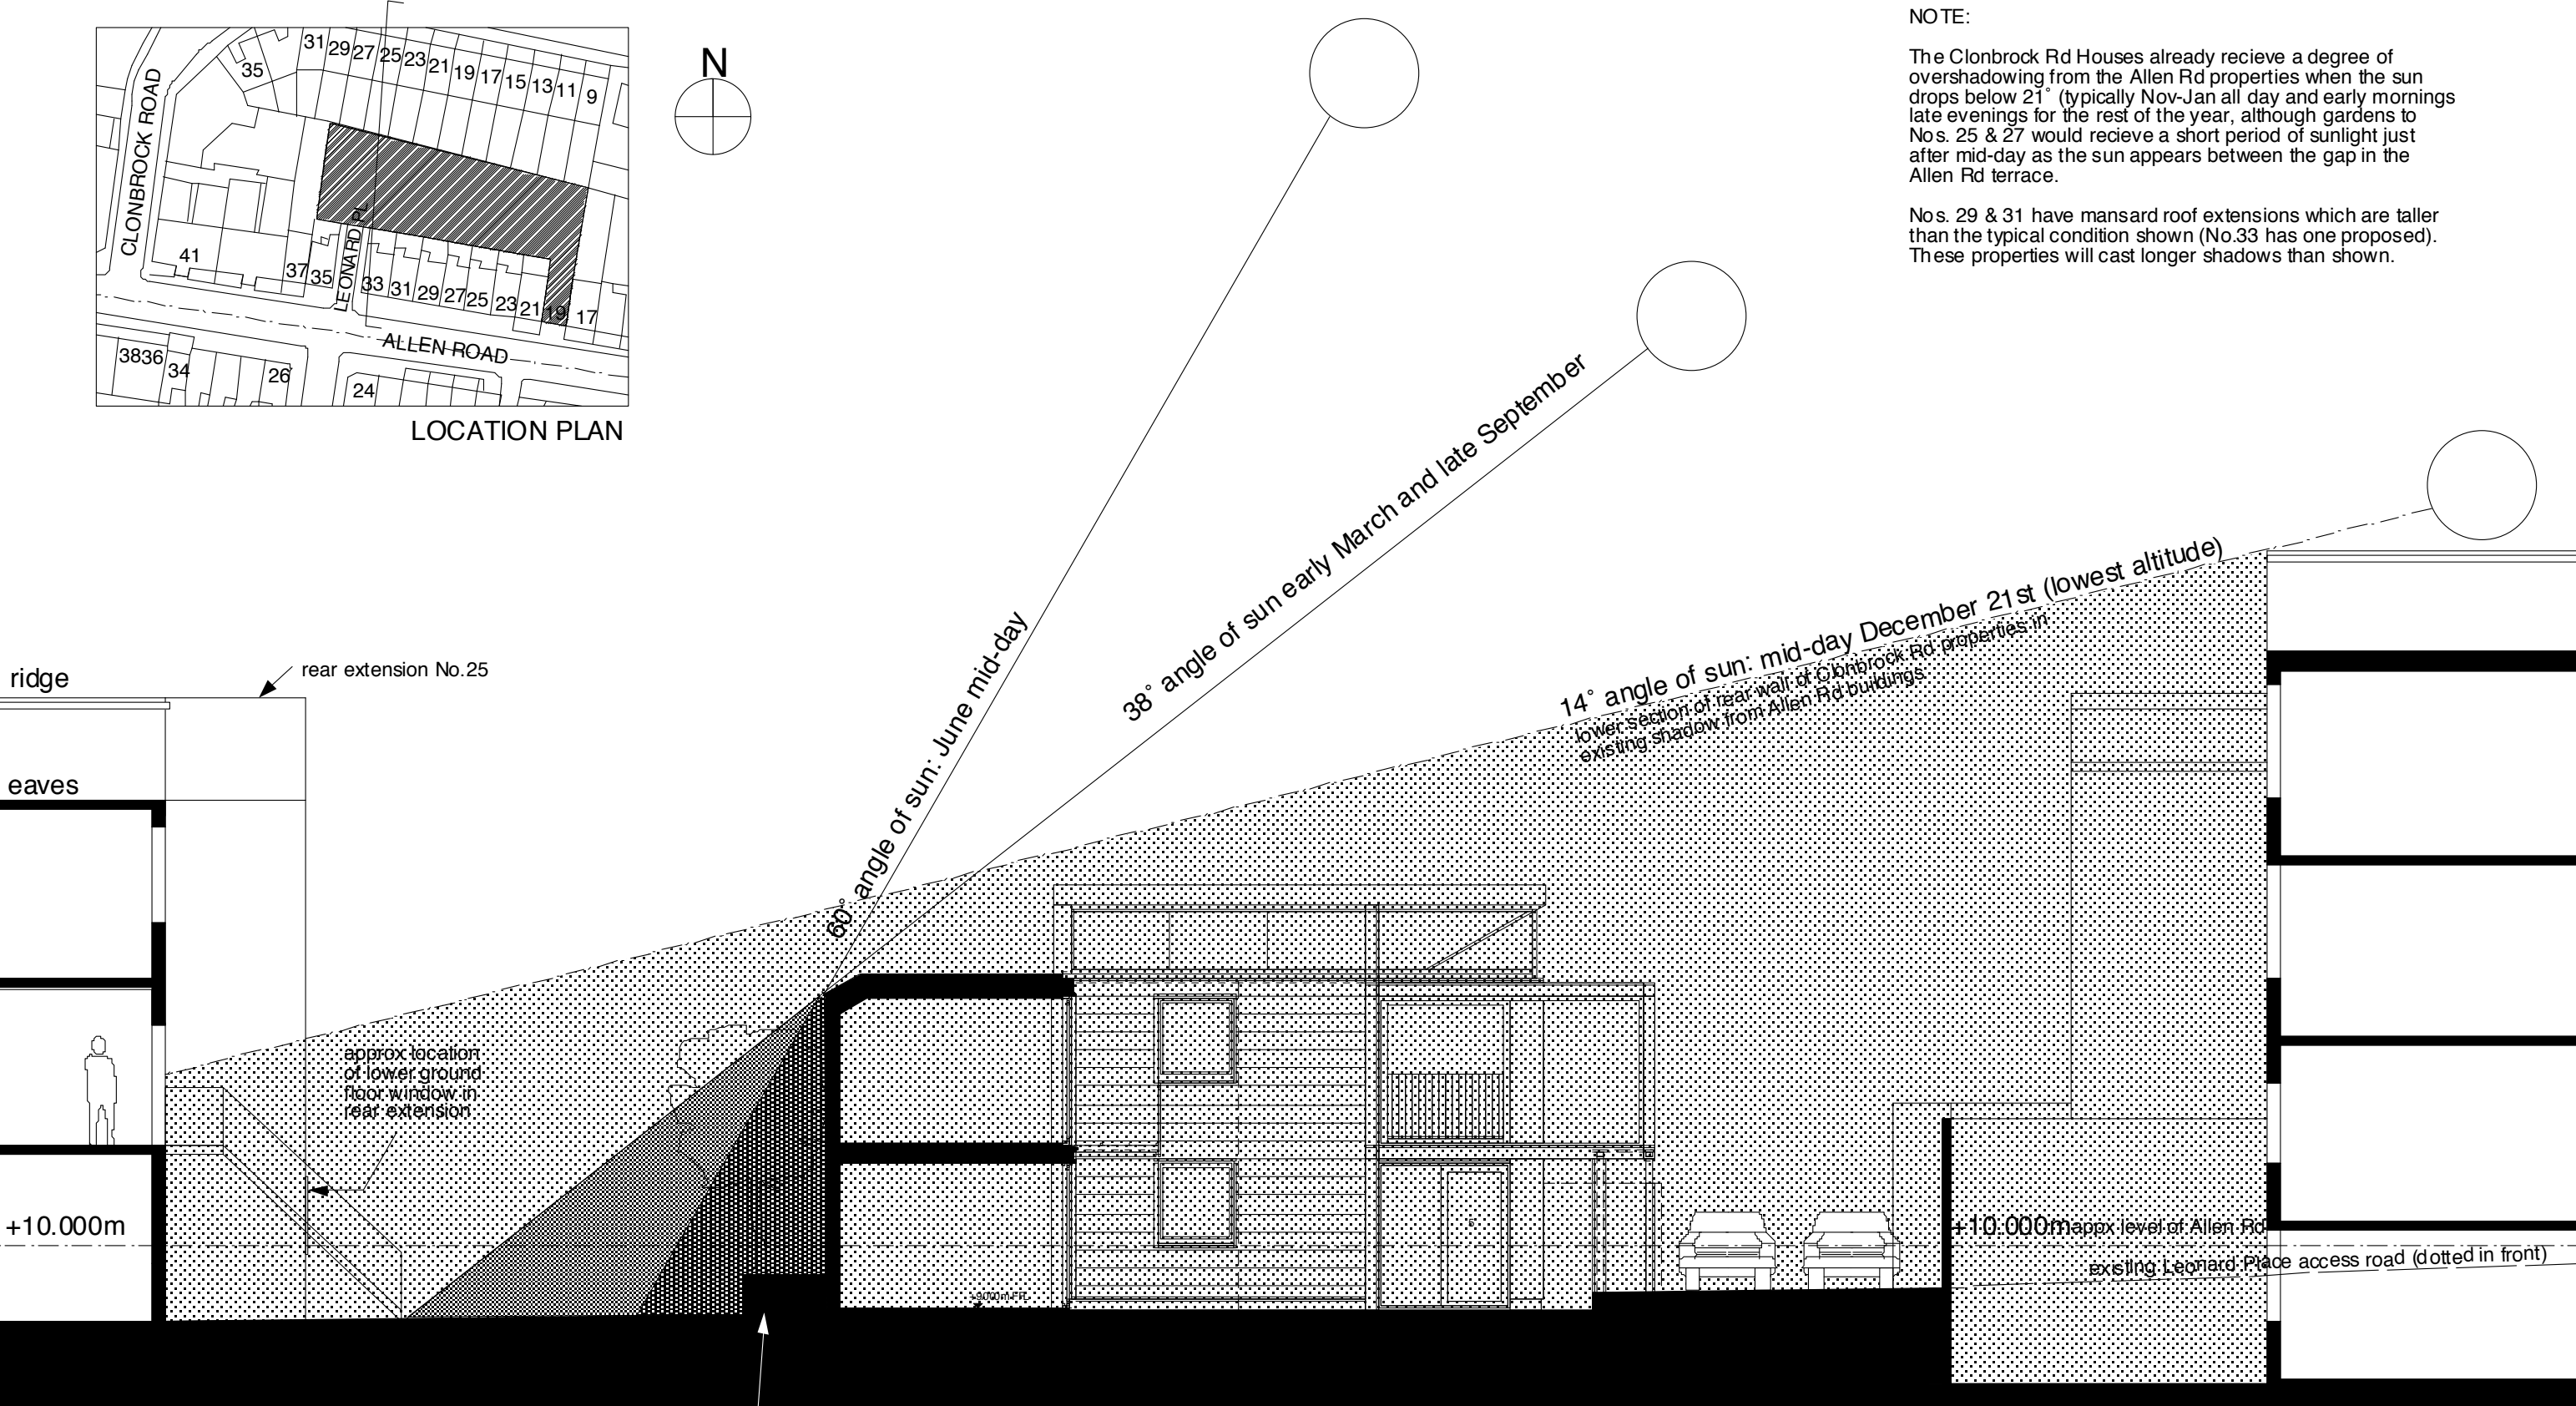 31 29 27 25 23 21 19 17 15 13 11 9
35
CLONBROCK ROAD
LEONARD PL
41
37 35 33 31 29 27 25 23 21 19 17
ALLEN ROAD
3836 34 26 24
LOCATION PLAN
N
NOTE:
The Clonbrock Rd Houses already recieve a degree of
overshadowing from the Allen Rd properties when the sun
drops below 21° (typically Nov-Jan all day and early mornings
late evenings for the rest of the year, although gardens to
Nos. 25 & 27 would recieve a short period of sunlight just
after mid-day as the sun appears between the gap in the
Allen Rd terrace.
Nos. 29 & 31 have mansard roof extensions which are taller
than the typical condition shown (No.33 has one proposed).
These properties will cast longer shadows than shown.
60° angle of sun: June mid-day
38° angle of sun early March and late September
14° angle of sun: mid-day December 21st (lowest altitude)
lower section of rear wall of Clonbrock Rd properties in
existing shadow from Allen Rd buildings
ridge
rear extension No.25
eaves
approx location
of lower ground
floor window in
rear extension
+10.000m
+9.000m FFL
+10.000m appx level of Allen Rd
existing Leonard Place access road (dotted in front)